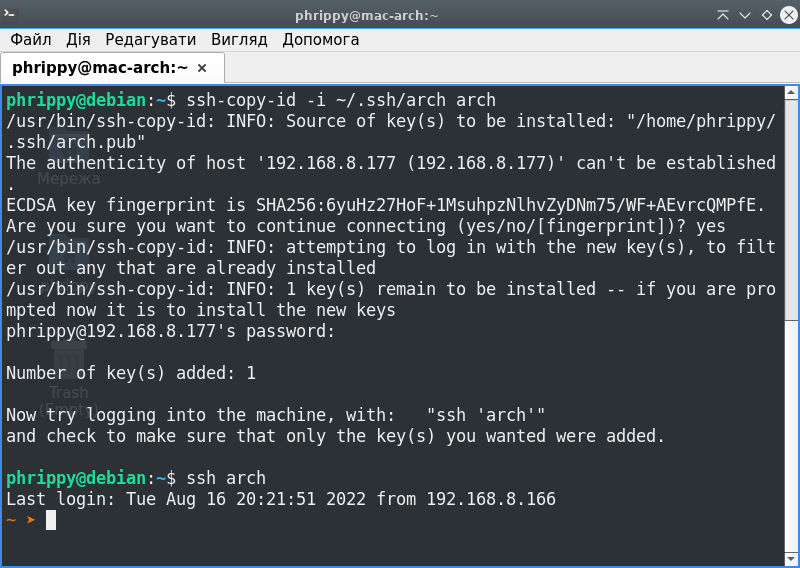 phrippy@mac-arch:~
Файл Дія Редагувати Вигляд Допомога
phrippy@mac-arch:~ ×
phrippy@debian:~$ ssh-copy-id -i ~/.ssh/arch arch
/usr/bin/ssh-copy-id: INFO: Source of key(s) to be installed: "/home/phrippy/
.ssh/arch.pub"
The authenticity of host '192.168.8.177 (192.168.8.177)' can't be established
Мережа
.
ECDSA key fingerprint is SHA256:6yuHz27HoF+1MsuhpzNlhvZyDNm75/WF+AEvrcQMPfE.
Are you sure you want to continue connecting (yes/no/[fingerprint])? yes
/usr/bin/ssh-copy-id: INFO: attempting to log in with the new key(s), to filt
er out any that are already installed
/usr/bin/ssh-copy-id: INFO: 1 key(s) remain to be installed -- if you are pro
mpted now it is to install the new keys
phrippy@192.168.8.177's password:
Number of key(s) added: 1
Trash
(Empty)
Now try logging into the machine, with:   "ssh 'arch'"
and check to make sure that only the key(s) you wanted were added.
phrippy@debian:~$ ssh arch
Last login: Tue Aug 16 20:21:51 2022 from 192.168.8.166
~ ➤